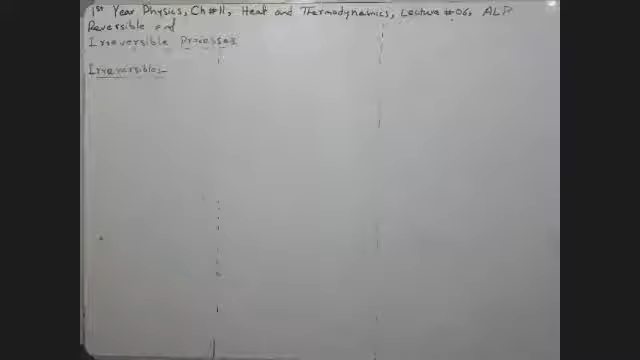 1st Year Physics, Ch #11, Heat and Thermodynamics, Lecture #06, ALP
Reversible and
Irreversible Processes
Irreversible:-